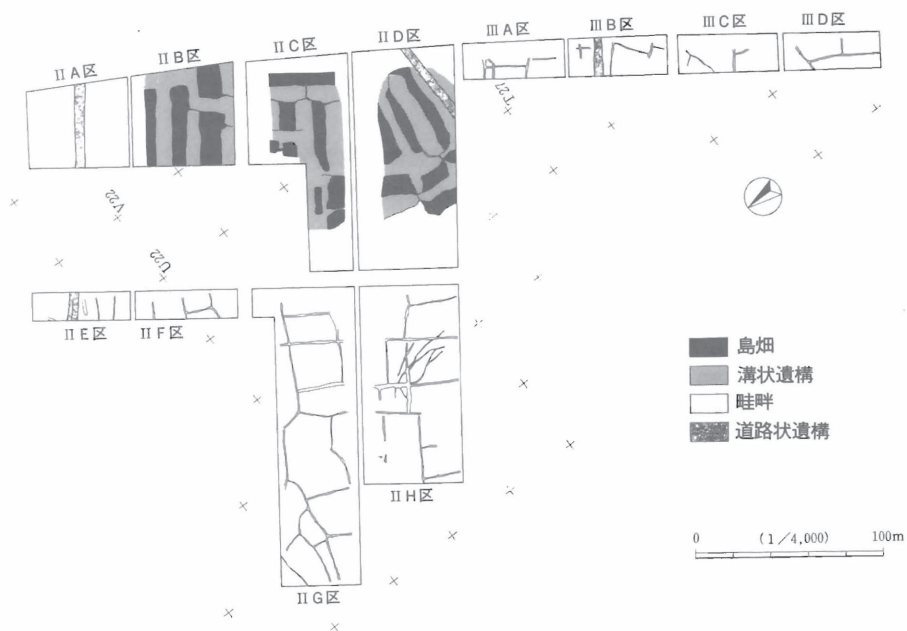 ⅡA区
ⅡB区
ⅡC区
ⅡD区
ⅢA区
ⅢB区
ⅢC区
ⅢD区
T27
V22
U22
ⅡE区
ⅡF区
島畑
溝状遺構
畦畔
道路状遺構
ⅡH区
0 (1/4,000) 100m
ⅡG区